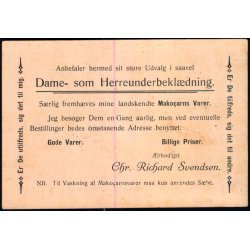 Anbefaler hermed sit store Udvalg i saavel
Dame- som Herreunderbeklædning.
Særlig fremhæves mine landskendte Makoçarns Varer.
Jeg besøger Dem en Gang aarlig, men ved eventuelle
Bestillinger bedes omstaaende Adresse benyttet.
Gode Varer. Billige Priser.
Ærbødigst
Chr. Richard Svendsen.
NB. Til Vaskning af Makoçarnsvarer maa kun anvendes Sæbe.
Er De utilfreds, sig det til mig.
Er De tilfreds, sig det til andre.